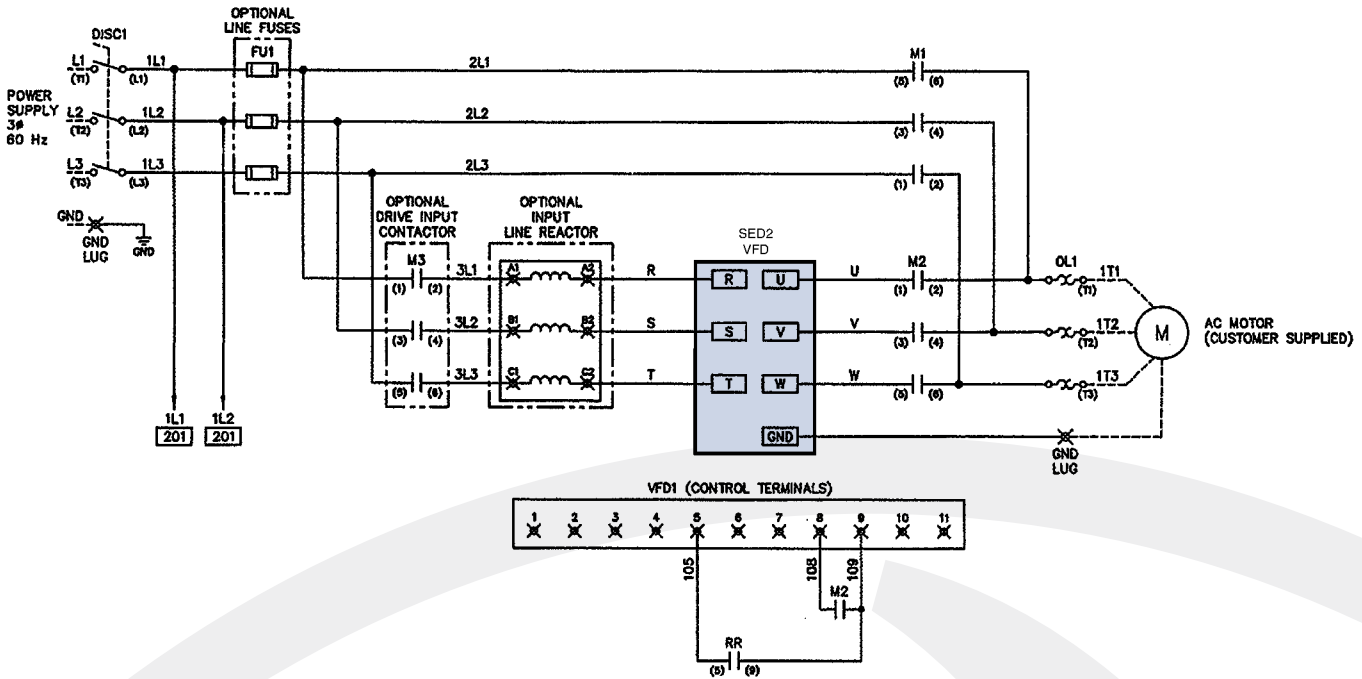 OPTIONAL
LINE FUSES
DISC1
FU1
L1 1L1 2L1 M1
(T1) (L1) (5) (6)
POWER
SUPPLY
3ø
60 Hz
L2 1L2 2L2
(T2) (L2) (3) (4)
L3 1L3 2L3
(T3) (L3) (1) (2)
GND
GND
LUG
GND
OPTIONAL
DRIVE INPUT
CONTACTOR
OPTIONAL
INPUT
LINE REACTOR
SED2
VFD
M3 3L1 A1 A2 R R U U M2 OL1 1T1
(1) (2) (1) (2) (T1)
3L2 B1 B2 S S V V 1T2
(3) (4) (3) (4) (T2)
M
AC MOTOR
(CUSTOMER SUPPLIED)
3L3 C1 C2 T T W W 1T3
(5) (6) (5) (6) (T3)
1L1 1L2
201 201
GND
GND
LUG
VFD1 (CONTROL TERMINALS)
1 2 3 4 5 6 7 8 9 10 11
105 108 109
M2
RR
(5) (9)